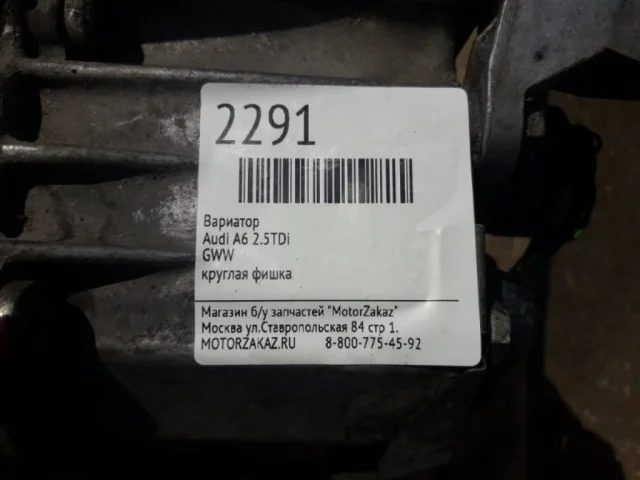 2291
Вариатор
Audi A6 2.5TDi
GWW
круглая фишка
Магазин б/у запчастей "MotorZakaz"
Москва ул.Ставропольская 84 стр 1.
MOTORZAKAZ.RU 8-800-775-45-92